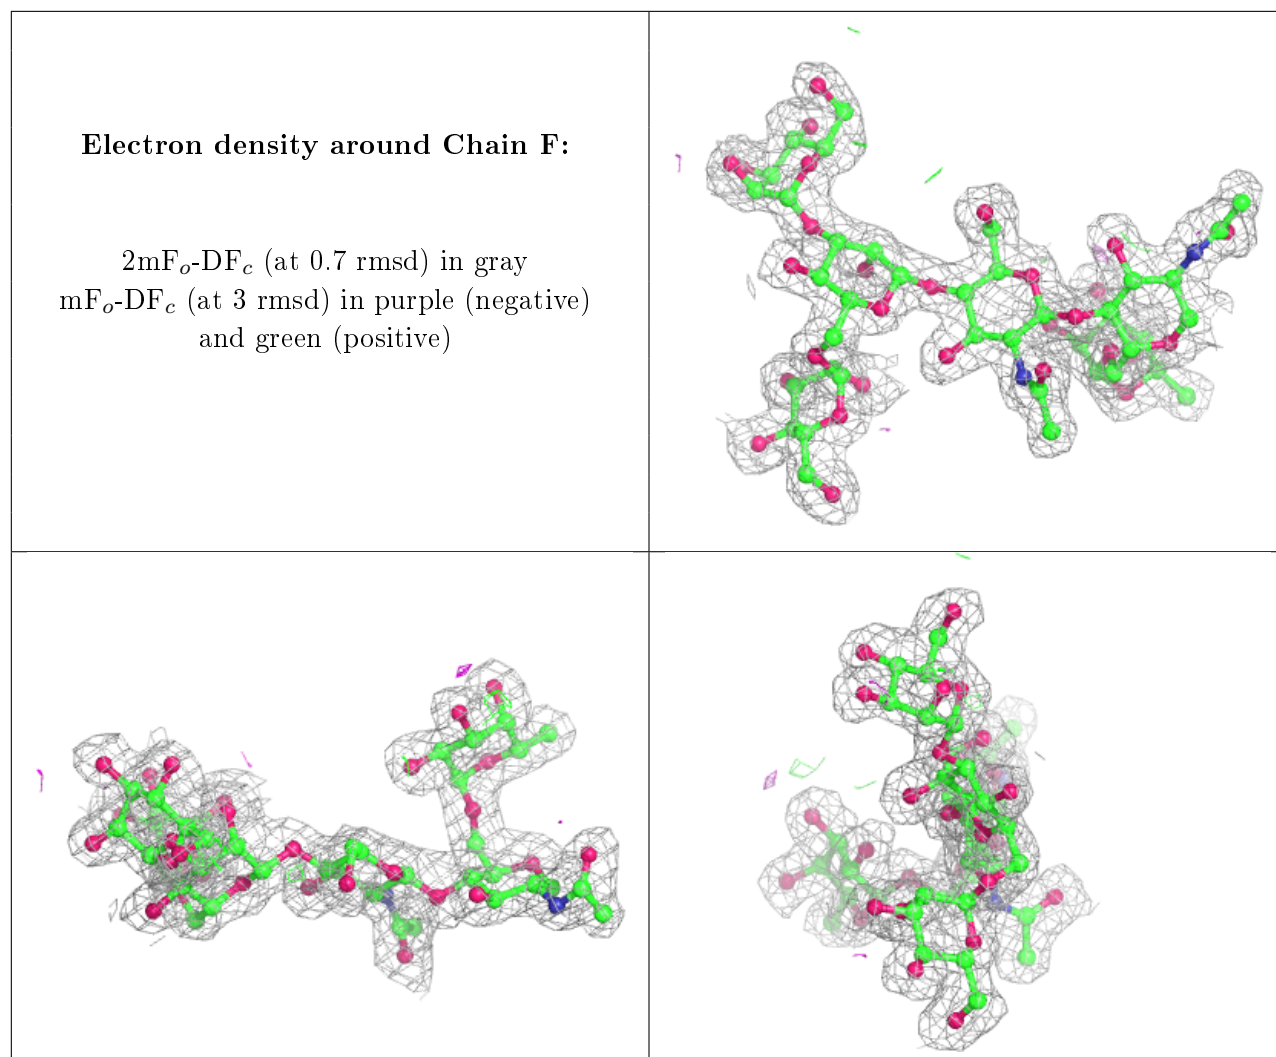 Electron density around Chain F:
2mFₒ-DF𝒸 (at 0.7 rmsd) in gray
mFₒ-DF𝒸 (at 3 rmsd) in purple (negative)
and green (positive)